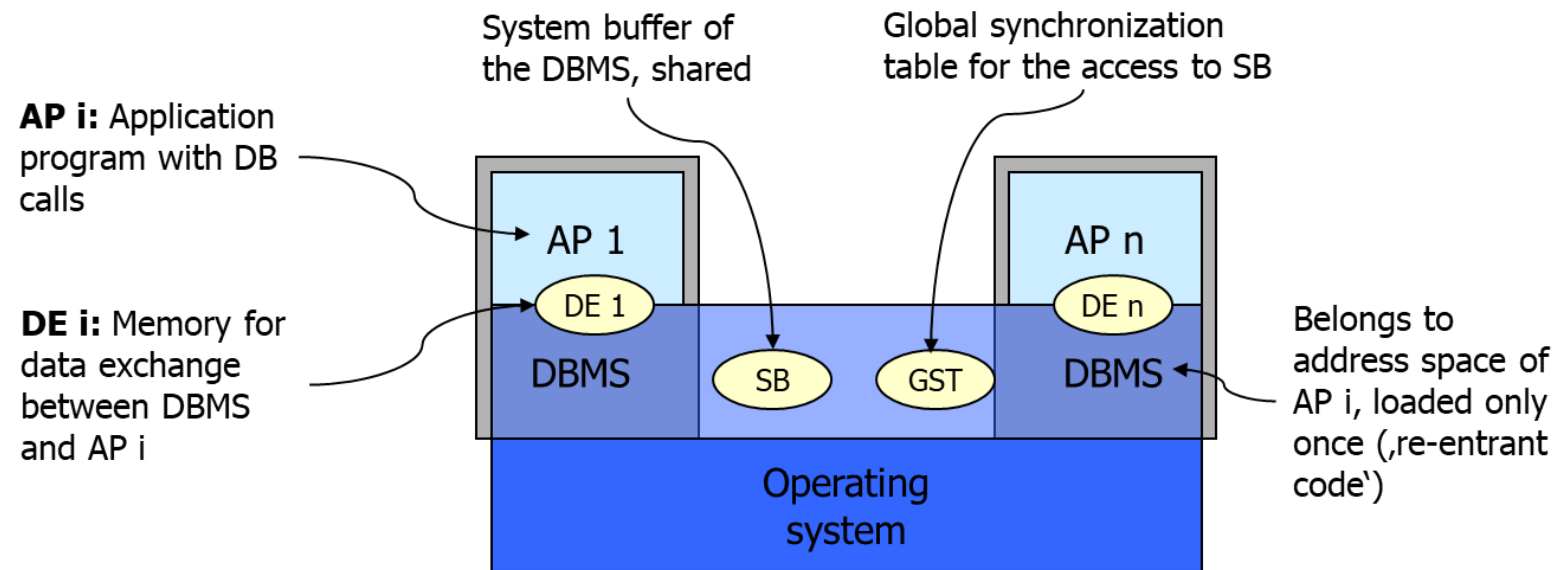 System buffer of
the DBMS, shared
Global synchronization
table for the access to SB
AP i: Application
program with DB
calls
AP 1
AP n
DE i: Memory for
data exchange
between DBMS
and AP i
DE 1
DE n
DBMS
SB
GST
DBMS
Belongs to
address space of
AP i, loaded only
once (‚re-entrant
code‘)
Operating
system